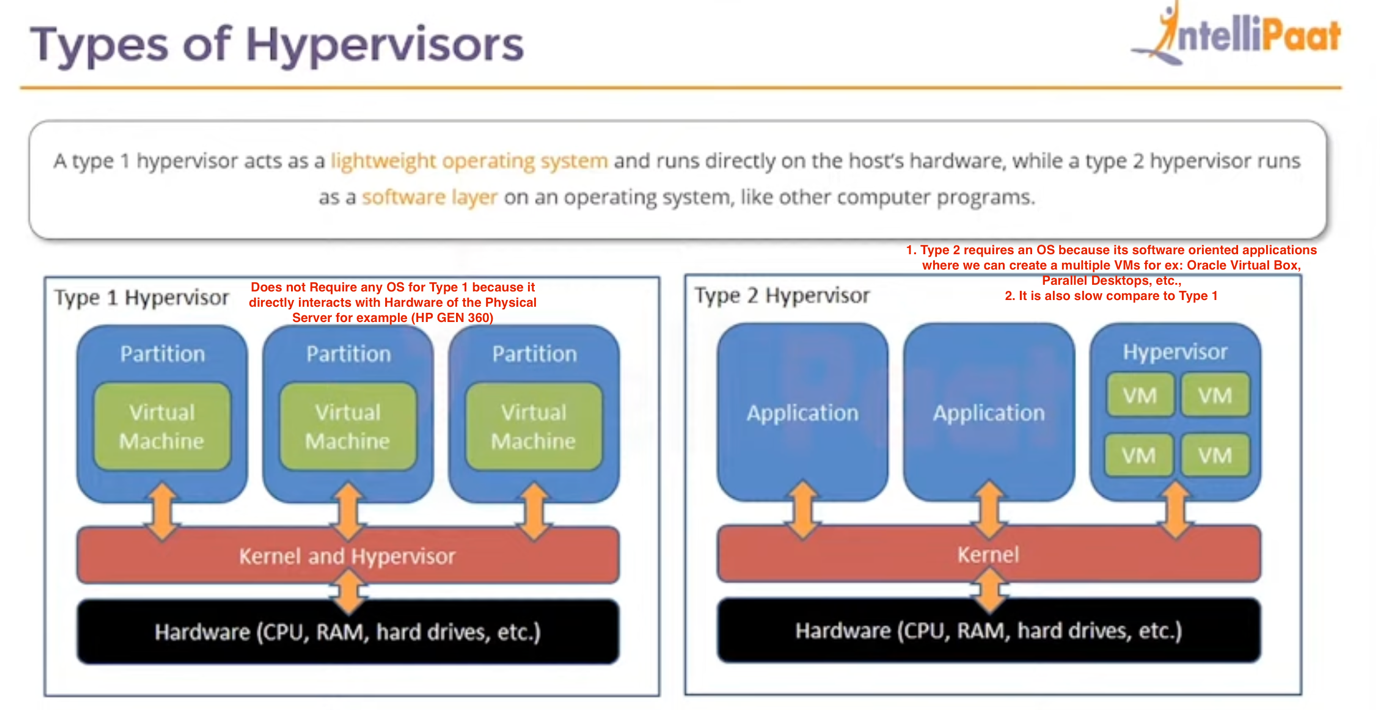 Types of Hypervisors
IntelliPaat
A type 1 hypervisor acts as a lightweight operating system and runs directly on the host's hardware, while a type 2 hypervisor runs
as a software layer on an operating system, like other computer programs.
Type 1 Hypervisor
Does not Require any OS for Type 1 because it
directly interacts with Hardware of the Physical
Server for example (HP GEN 360)
Partition
Virtual
Machine
Partition
Virtual
Machine
Partition
Virtual
Machine
Kernel and Hypervisor
Hardware (CPU, RAM, hard drives, etc.)
1. Type 2 requires an OS because its software oriented applications
where we can create a multiple VMs for ex: Oracle Virtual Box,
Parallel Desktops, etc.,
2. It is also slow compare to Type 1
Type 2 Hypervisor
Application
Application
Hypervisor
VM VM
VM VM
Kernel
Hardware (CPU, RAM, hard drives, etc.)